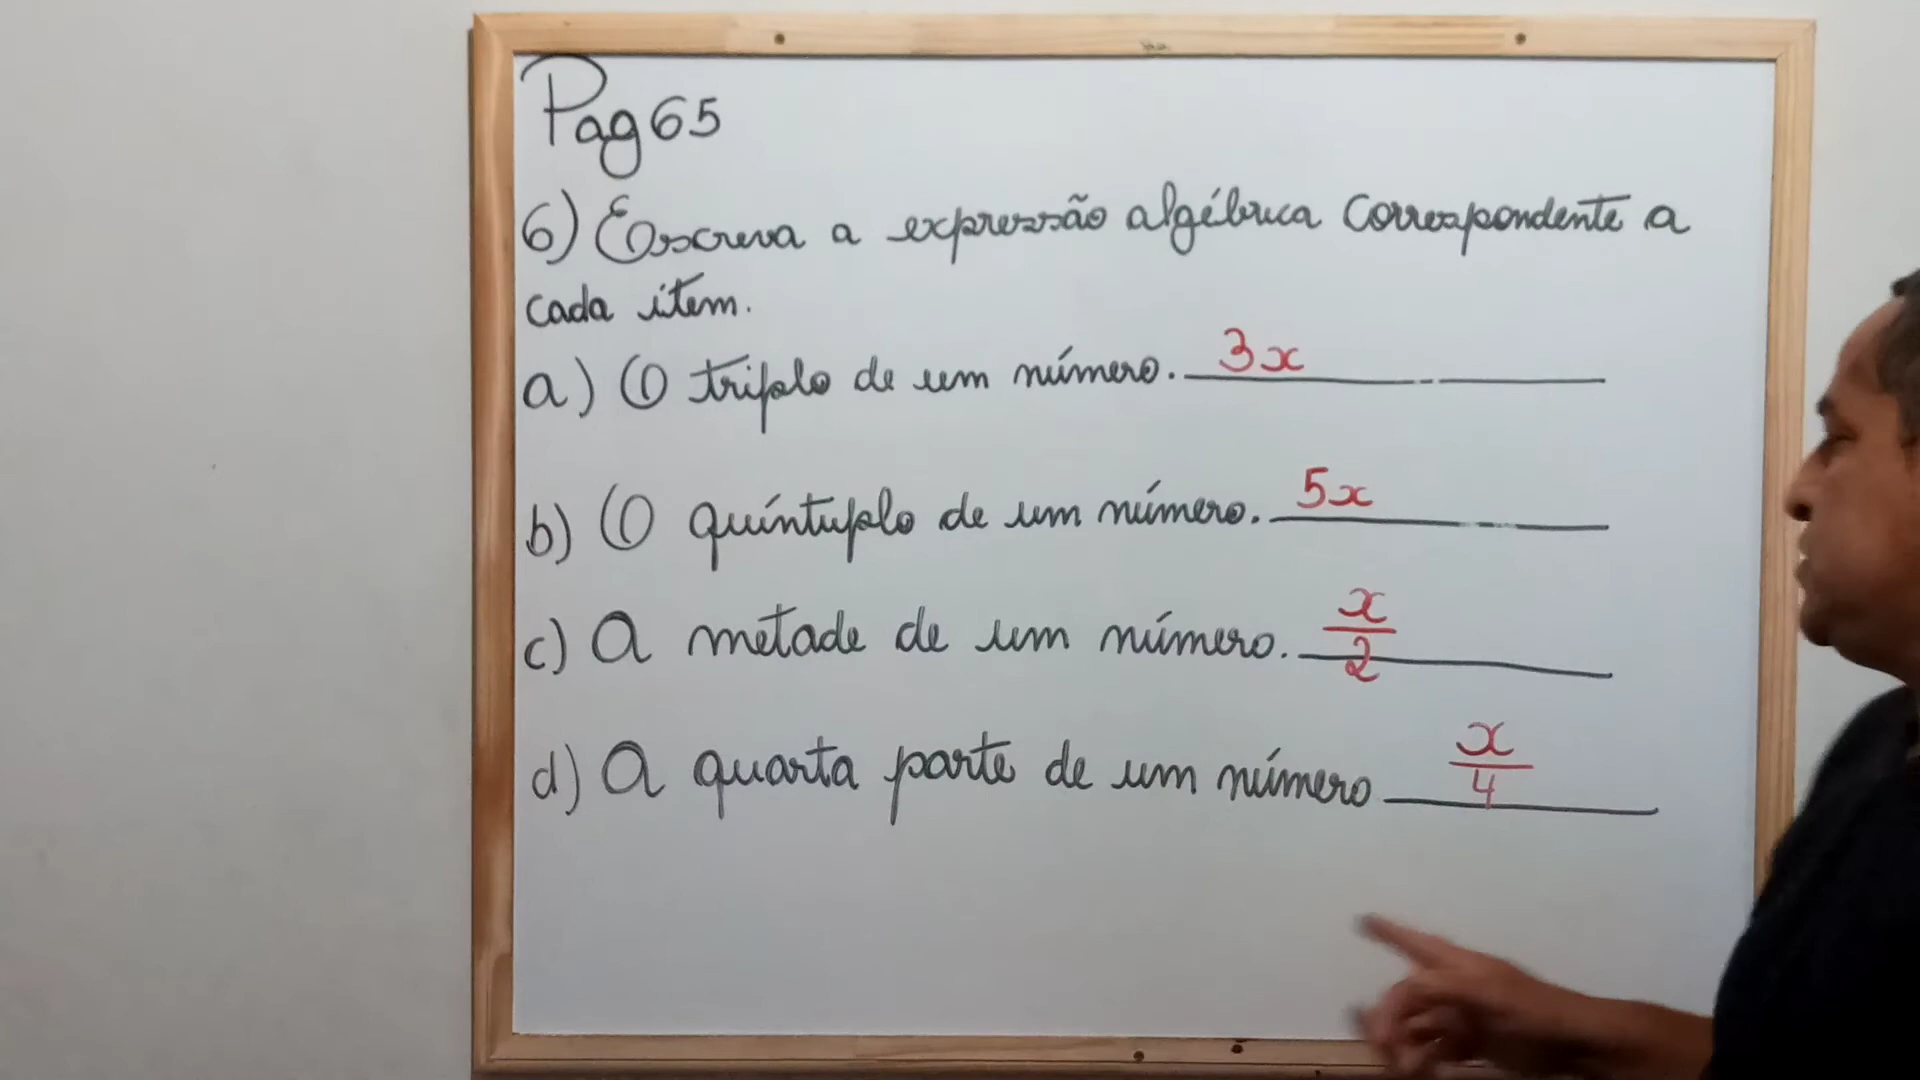 Pag 65
6) Escreva a expressão algébrica correspondente a
cada item.
a) O triplo de um número. 3x
b) O quíntuplo de um número. 5x
c) A metade de um número. x/2
d) A quarta parte de um número x/4